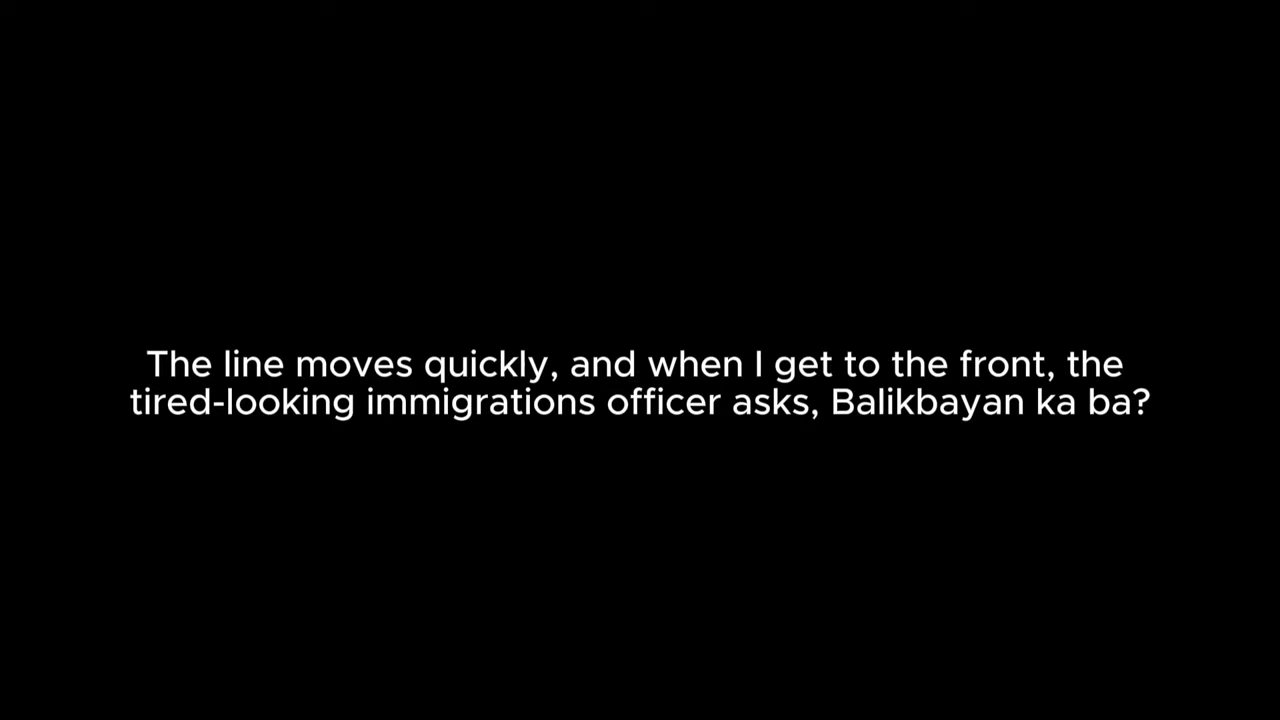 The line moves quickly, and when I get to the front, the
tired-looking immigrations officer asks, Balikbayan ka ba?